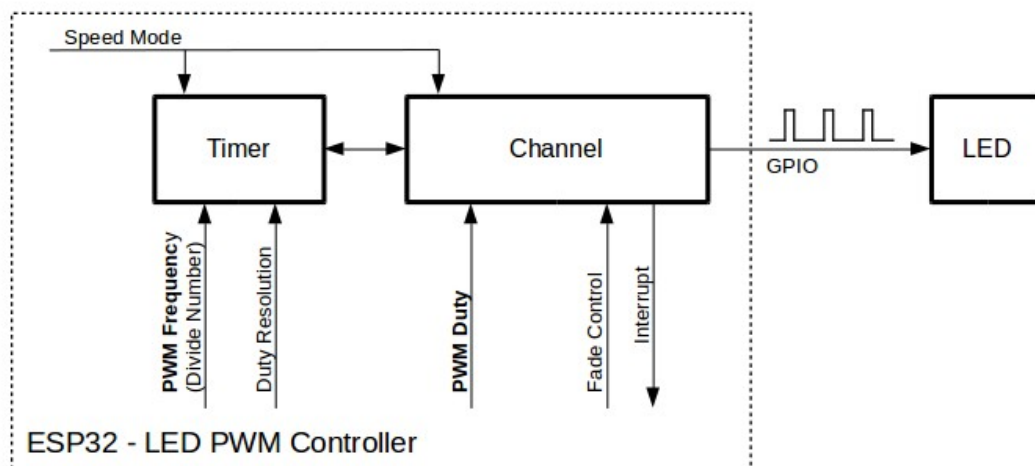 Speed Mode
Timer
Channel
GPIO
LED
PWM Frequency
(Divide Number)
Duty Resolution
PWM Duty
Fade Control
Interrupt
ESP32 - LED PWM Controller